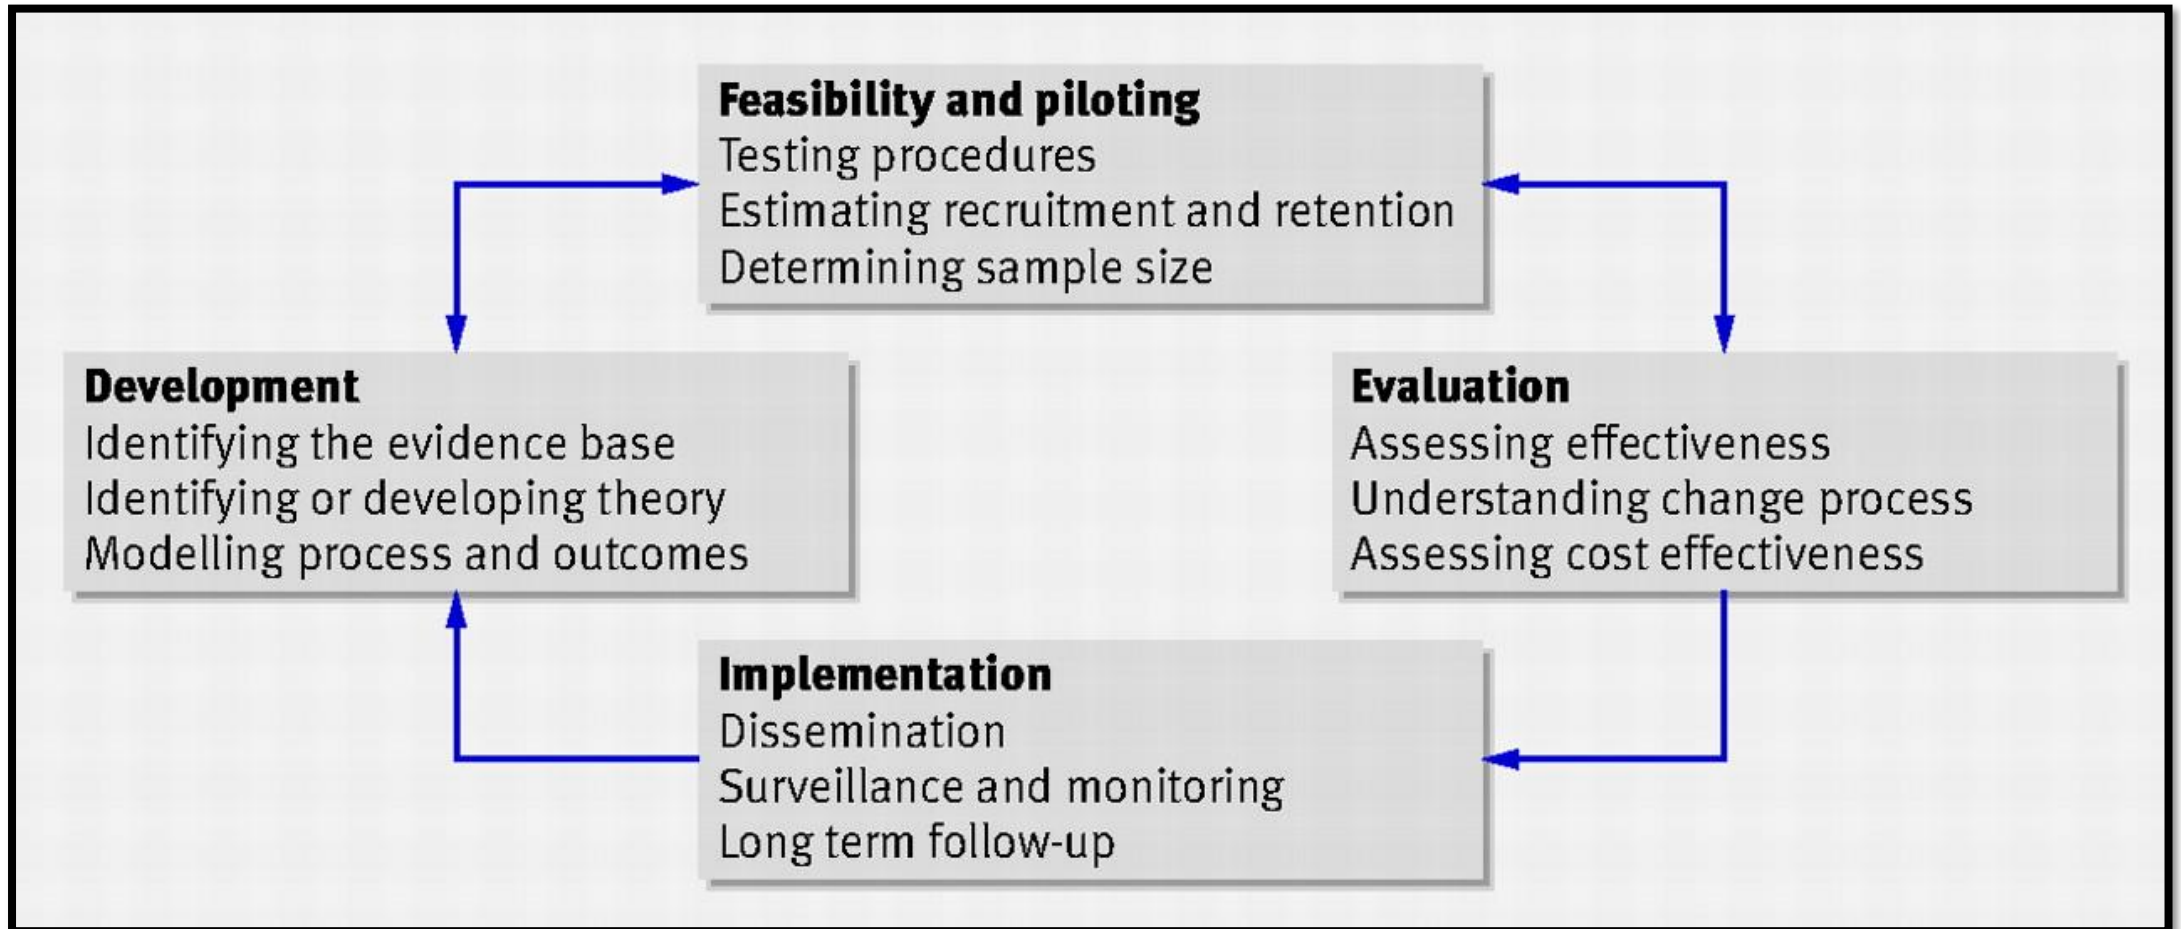 Feasibility and piloting
Testing procedures
Estimating recruitment and retention
Determining sample size
Development
Identifying the evidence base
Identifying or developing theory
Modelling process and outcomes
Evaluation
Assessing effectiveness
Understanding change process
Assessing cost effectiveness
Implementation
Dissemination
Surveillance and monitoring
Long term follow-up